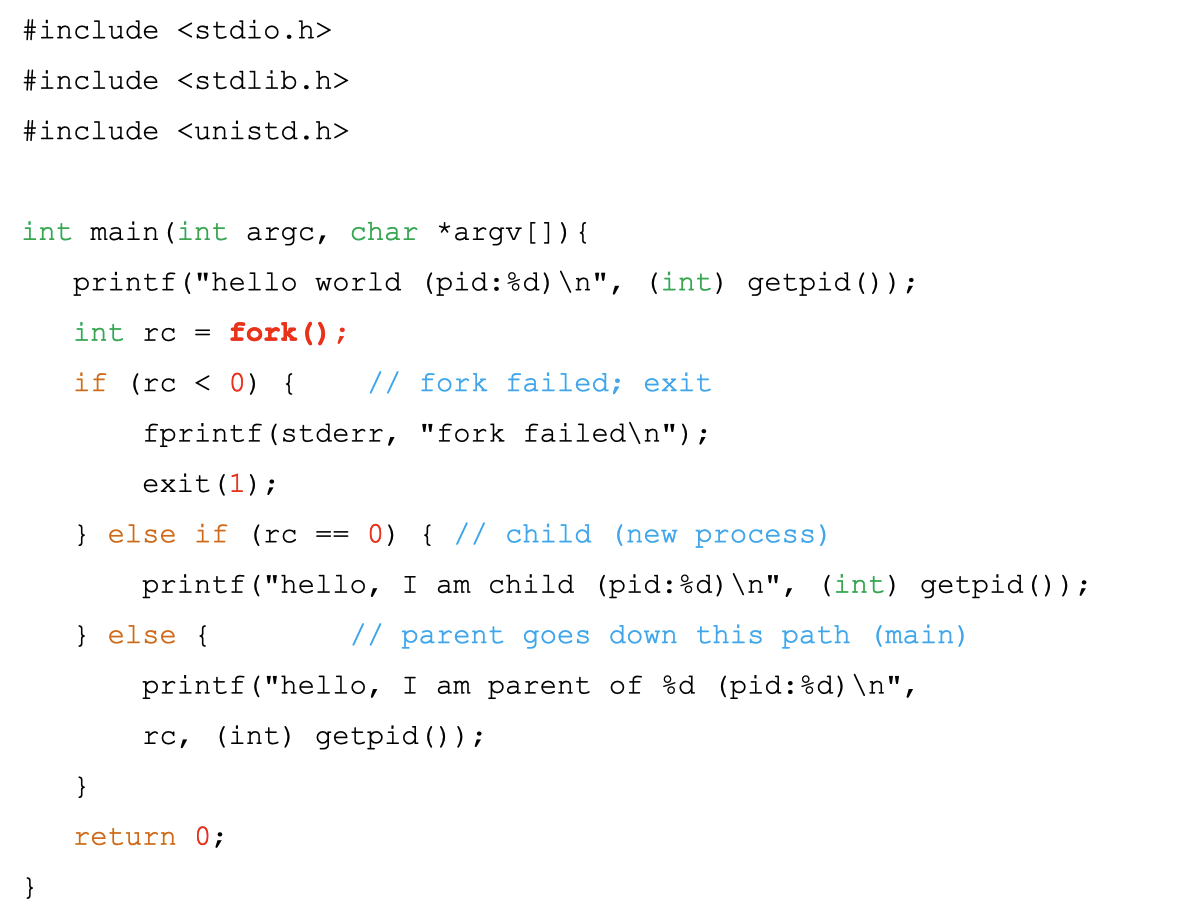 #include <stdio.h>
#include <stdlib.h>
#include <unistd.h>

int main(int argc, char *argv[]){
   printf("hello world (pid:%d)\n", (int) getpid());
   int rc = fork();
   if (rc < 0) {    // fork failed; exit
       fprintf(stderr, "fork failed\n");
       exit(1);
   } else if (rc == 0) { // child (new process)
       printf("hello, I am child (pid:%d)\n", (int) getpid());
   } else {        // parent goes down this path (main)
       printf("hello, I am parent of %d (pid:%d)\n",
       rc, (int) getpid());
   }
   return 0;
}